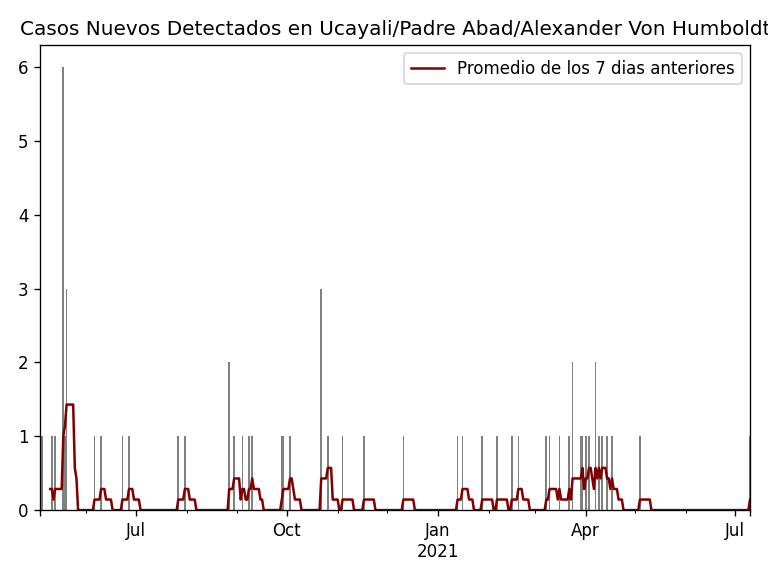 Casos Nuevos Detectados en Ucayali/Padre Abad/Alexander Von Humboldt
Promedio de los 7 dias anteriores
6
5
4
3
2
1
0
Jul
Oct
Jan
Apr
Jul
2021